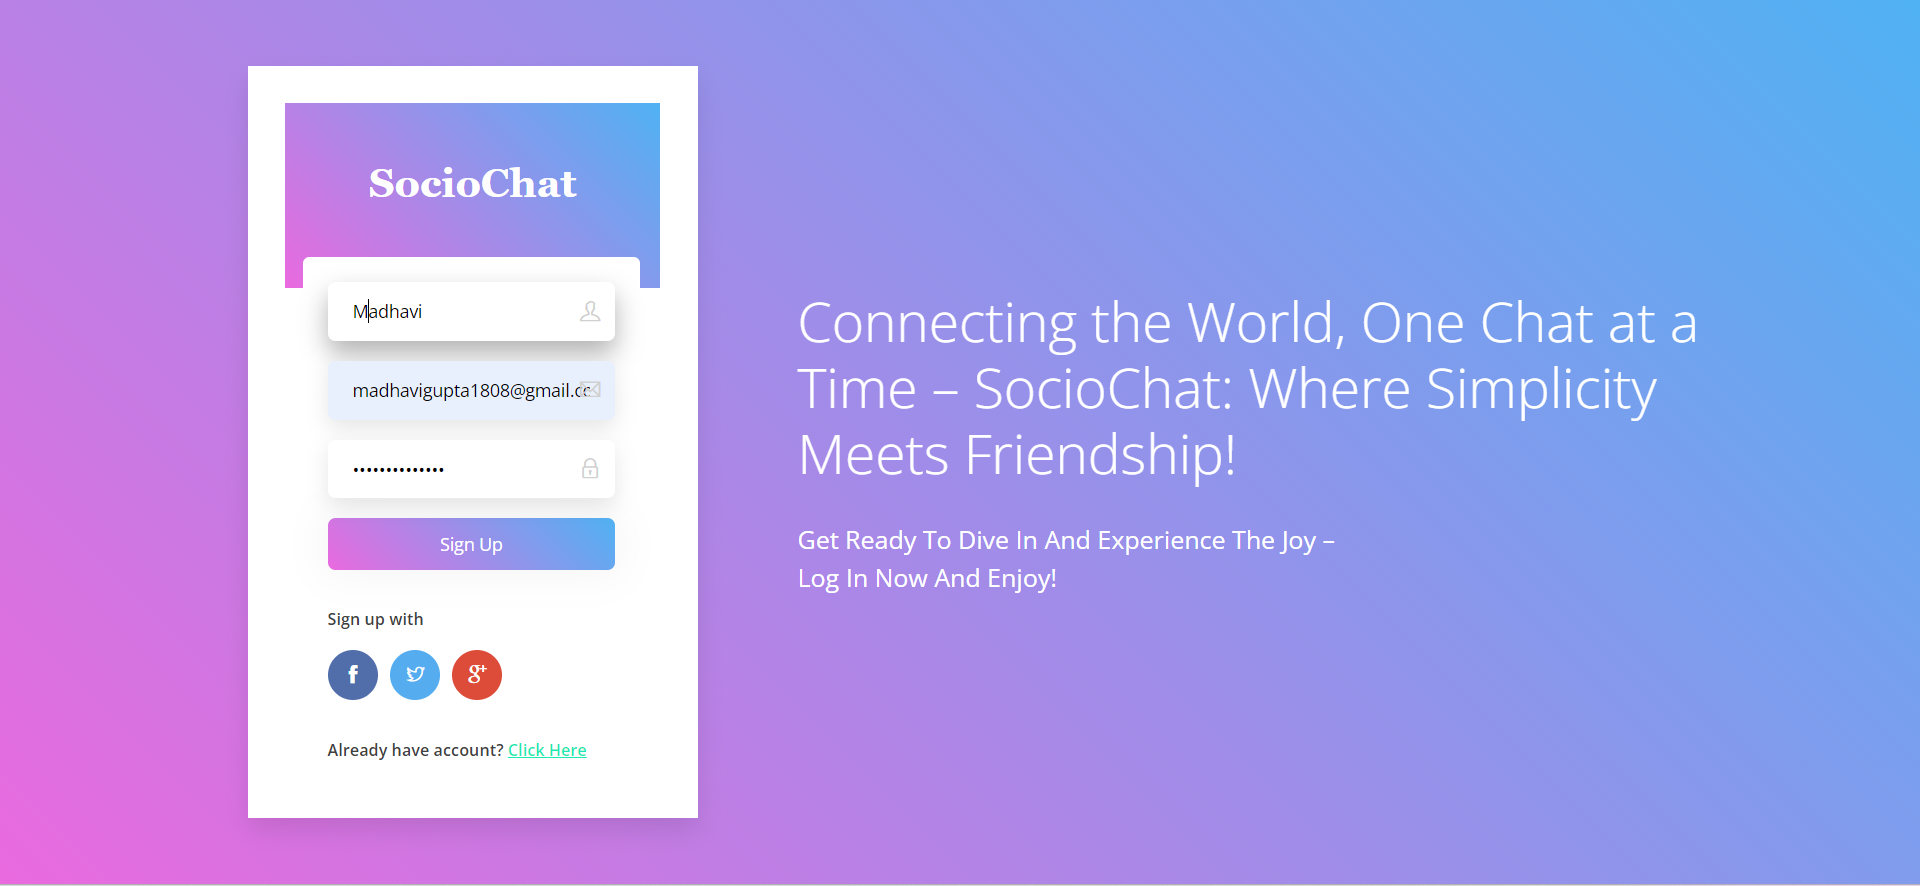 SocioChat
Madhavi
madhavigupta1808@gmail.c
Sign Up
Sign up with
Already have account? Click Here
Connecting the World, One Chat at a
Time – SocioChat: Where Simplicity
Meets Friendship!
Get Ready To Dive In And Experience The Joy –
Log In Now And Enjoy!